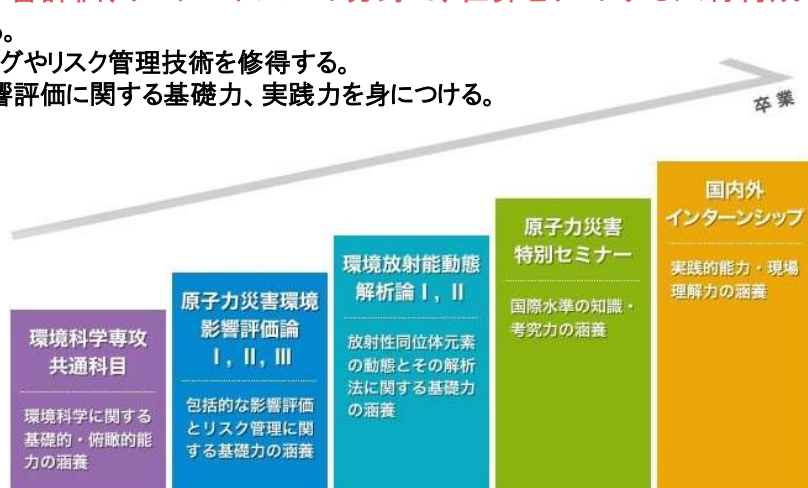 る。
グやリスク管理技術を修得する。
響評価に関する基礎力、実践力を身につける。
卒業
環境科学専攻
共通科目
環境科学に関する
基礎的・俯瞰的能
力の涵養
原子力災害環境
影響評価論
I, II, III
包括的な影響評価
とリスク管理に関
する基礎力の涵養
環境放射能動態
解析論 I, II
放射性同位体元素
の動態とその解析
法に関する基礎力
の涵養
原子力災害
特別セミナー
国際水準の知識・
考究力の涵養
国内外
インターンシップ
実践的能力・現場
理解力の涵養